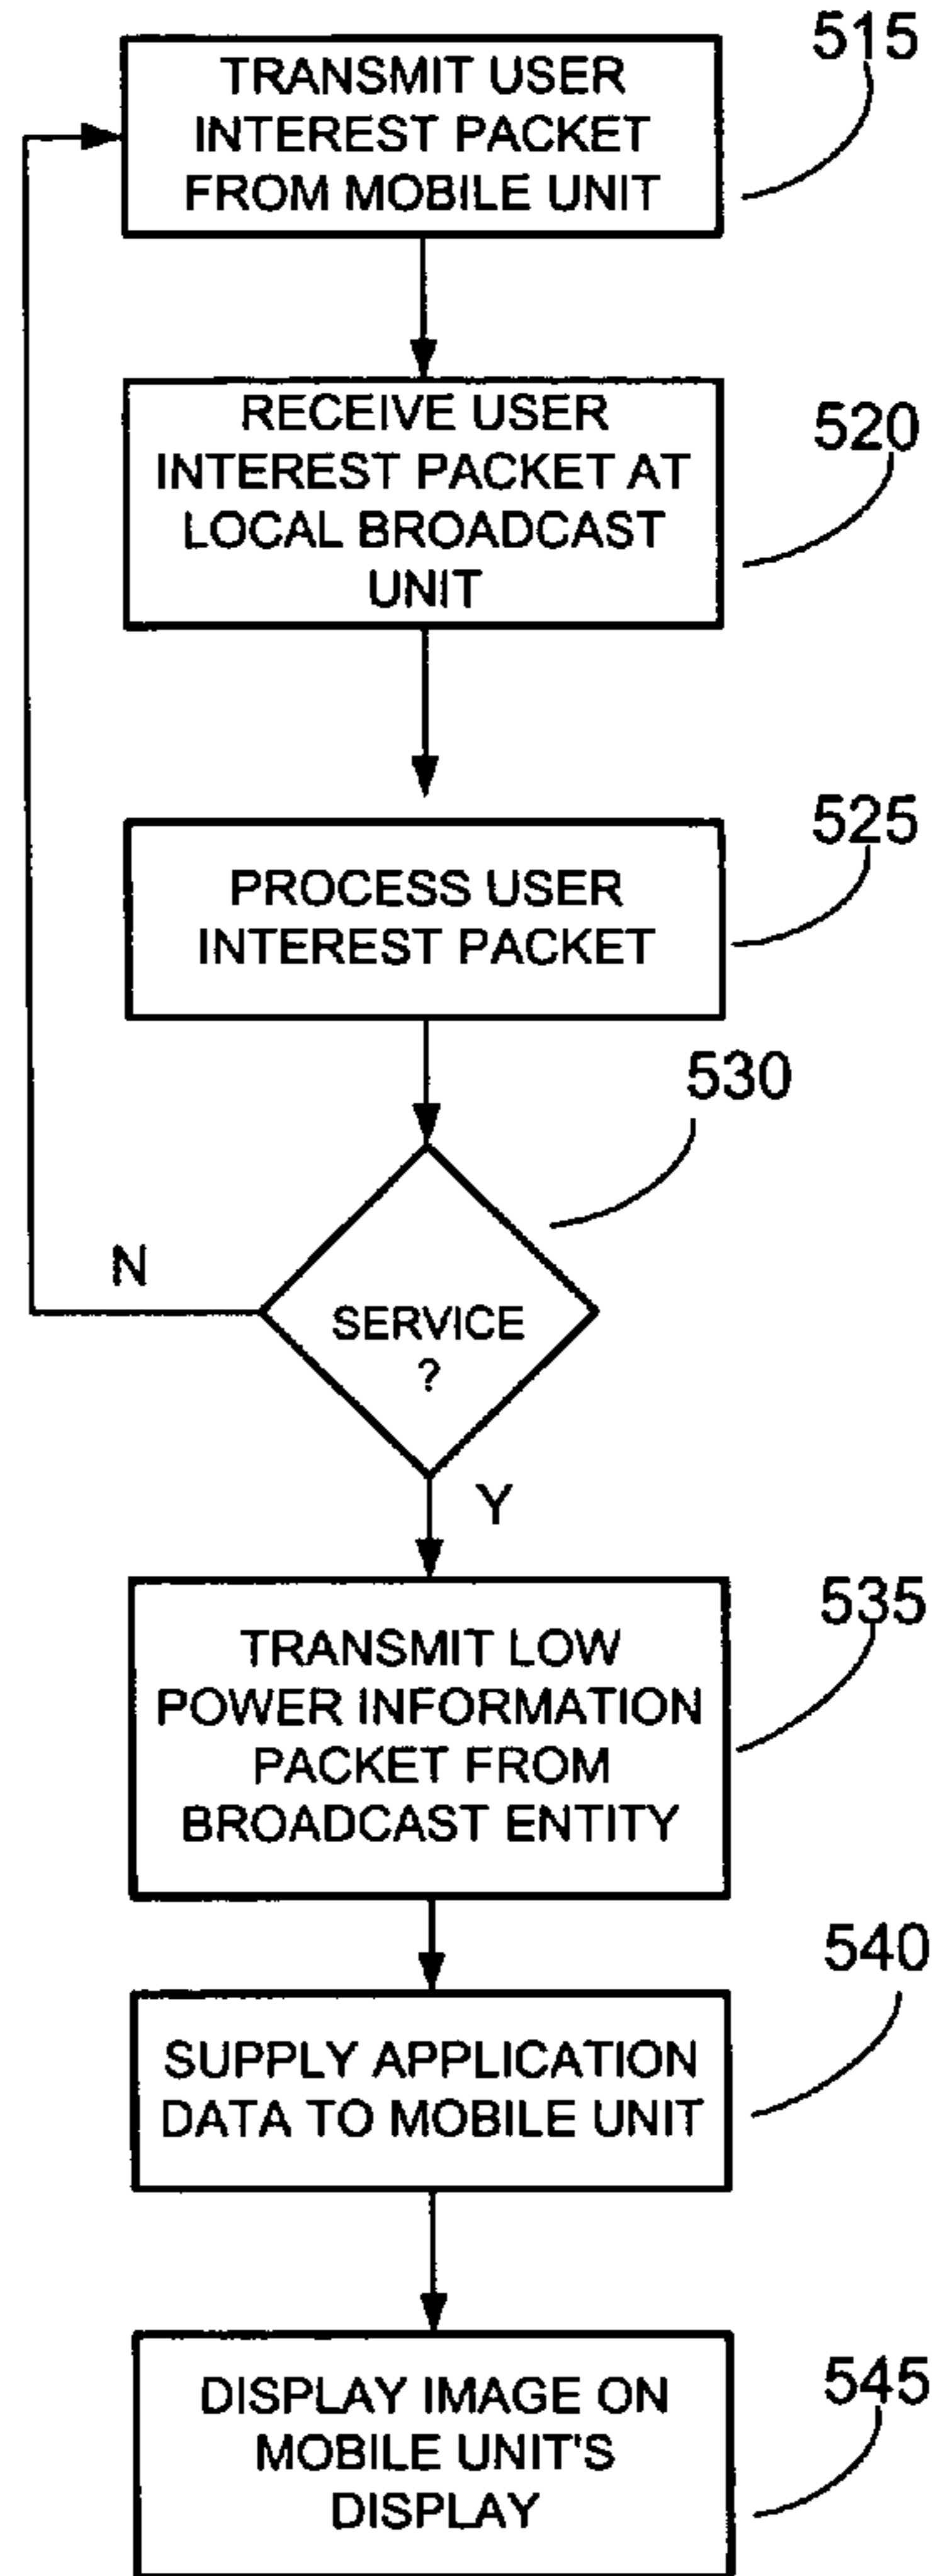 515
TRANSMIT USER
INTEREST PACKET
FROM MOBILE UNIT
520
RECEIVE USER
INTEREST PACKET AT
LOCAL BROADCAST
UNIT
525
PROCESS USER
INTEREST PACKET
530
N
SERVICE
?
Y
535
TRANSMIT LOW
POWER INFORMATION
PACKET FROM
BROADCAST ENTITY
540
SUPPLY APPLICATION
DATA TO MOBILE UNIT
545
DISPLAY IMAGE ON
MOBILE UNIT'S
DISPLAY